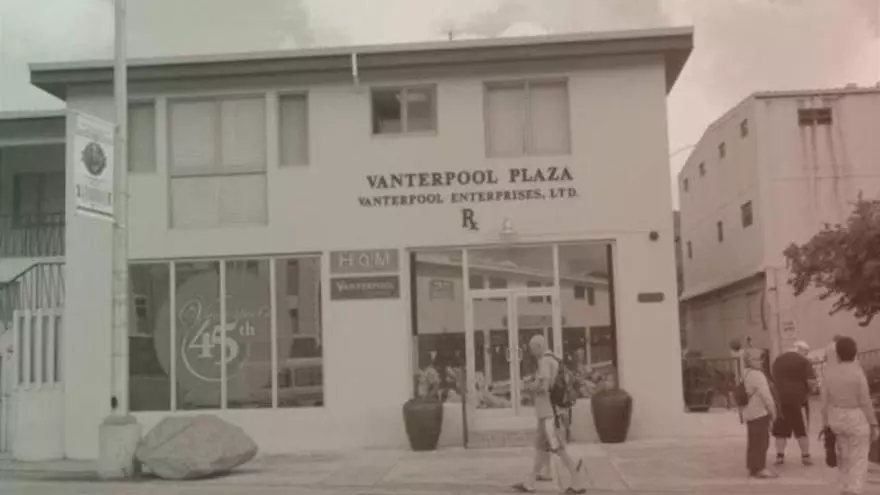 VANTERPOOL PLAZA
VANTERPOOL ENTERPRISES, LTD.
Rx
HQM
VANTERPOOL
45th